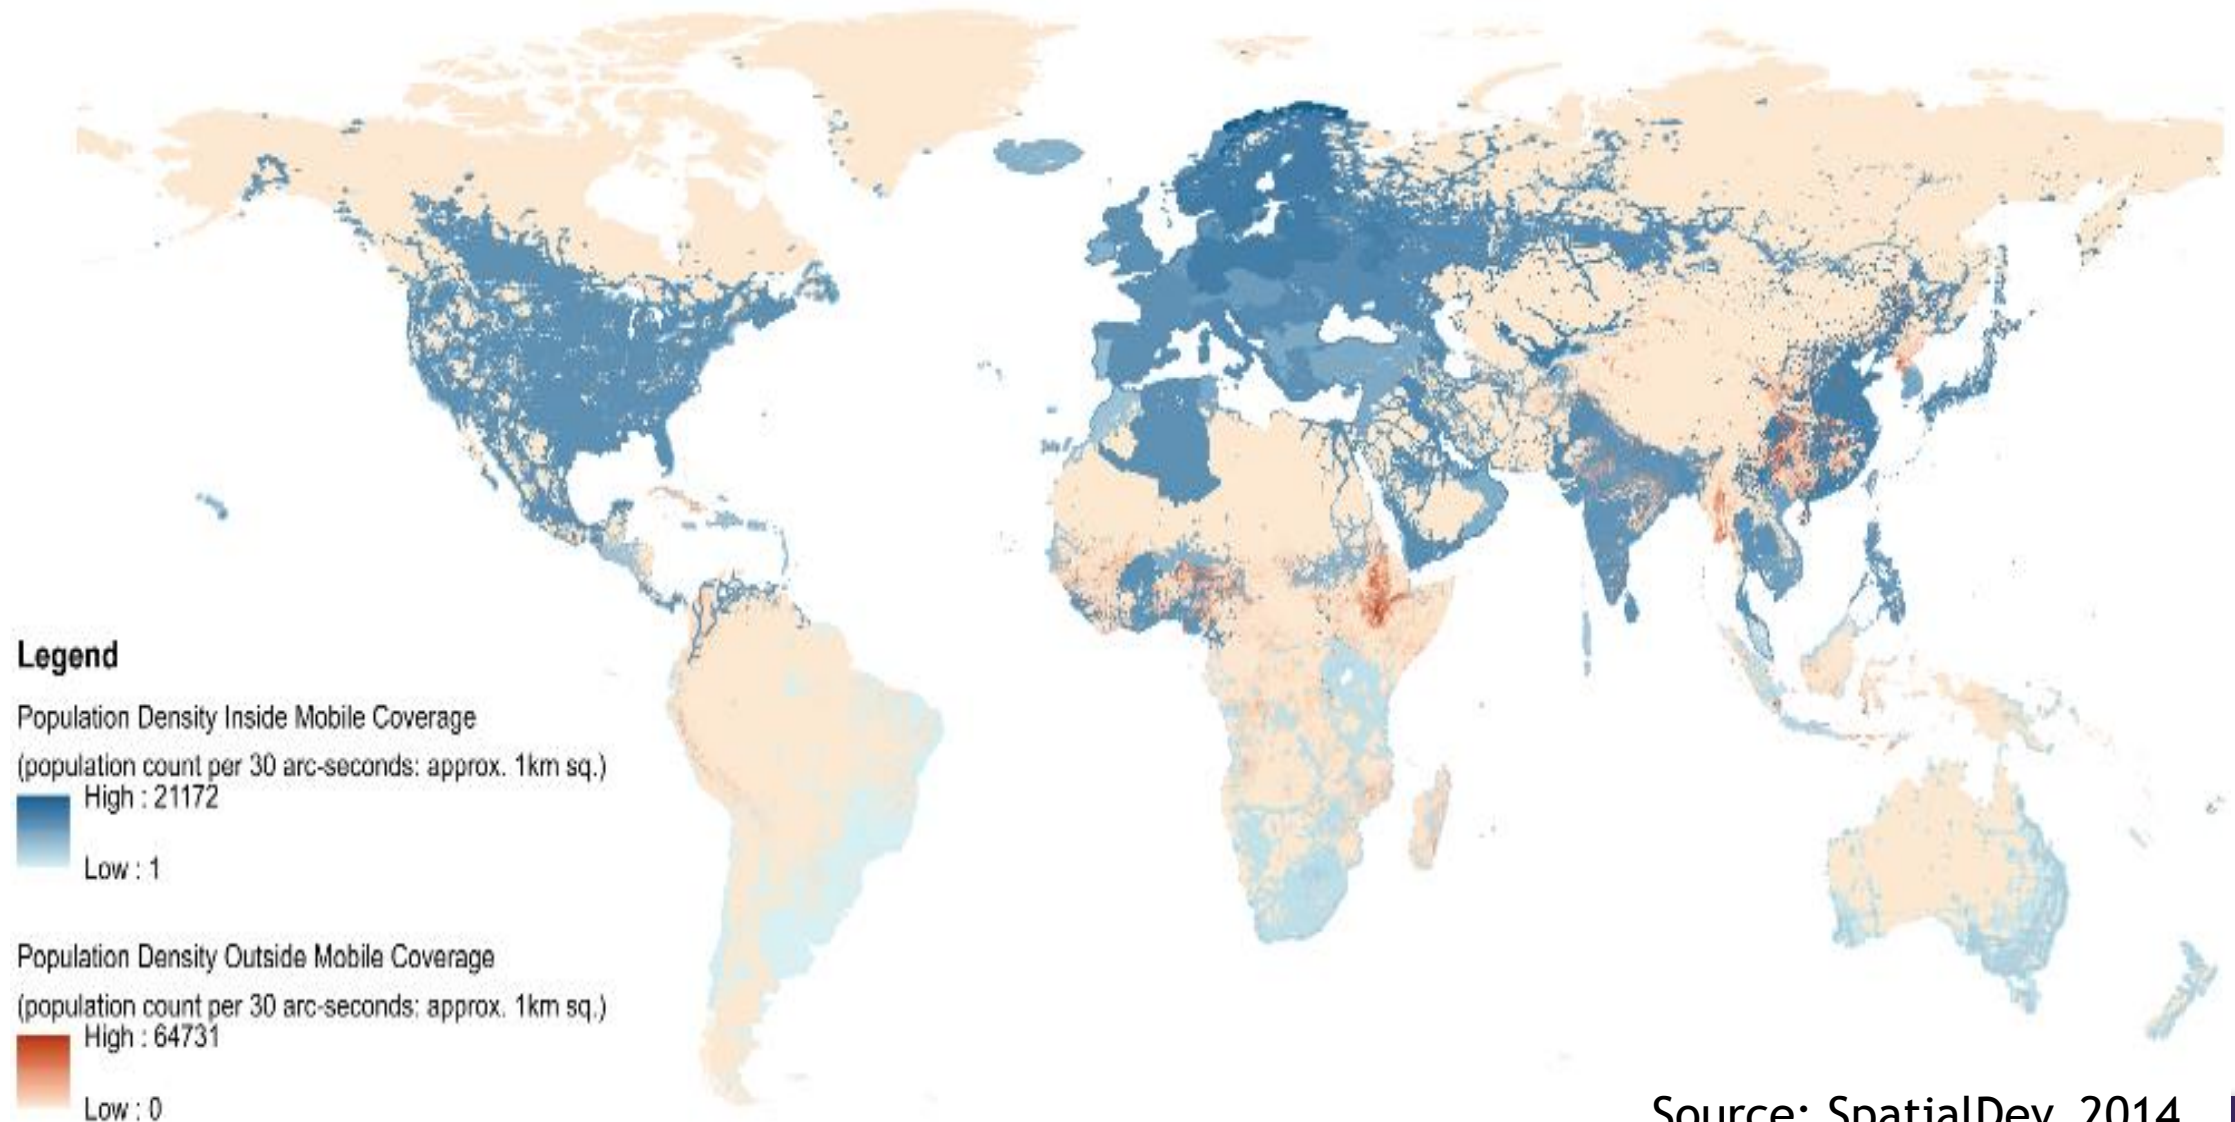 Legend
Population Density Inside Mobile Coverage
(population count per 30 arc-seconds: approx. 1km sq.)
High : 21172
Low : 1
Population Density Outside Mobile Coverage
(population count per 30 arc-seconds: approx. 1km sq.)
High : 64731
Low : 0
Source: SpatialDev, 2014